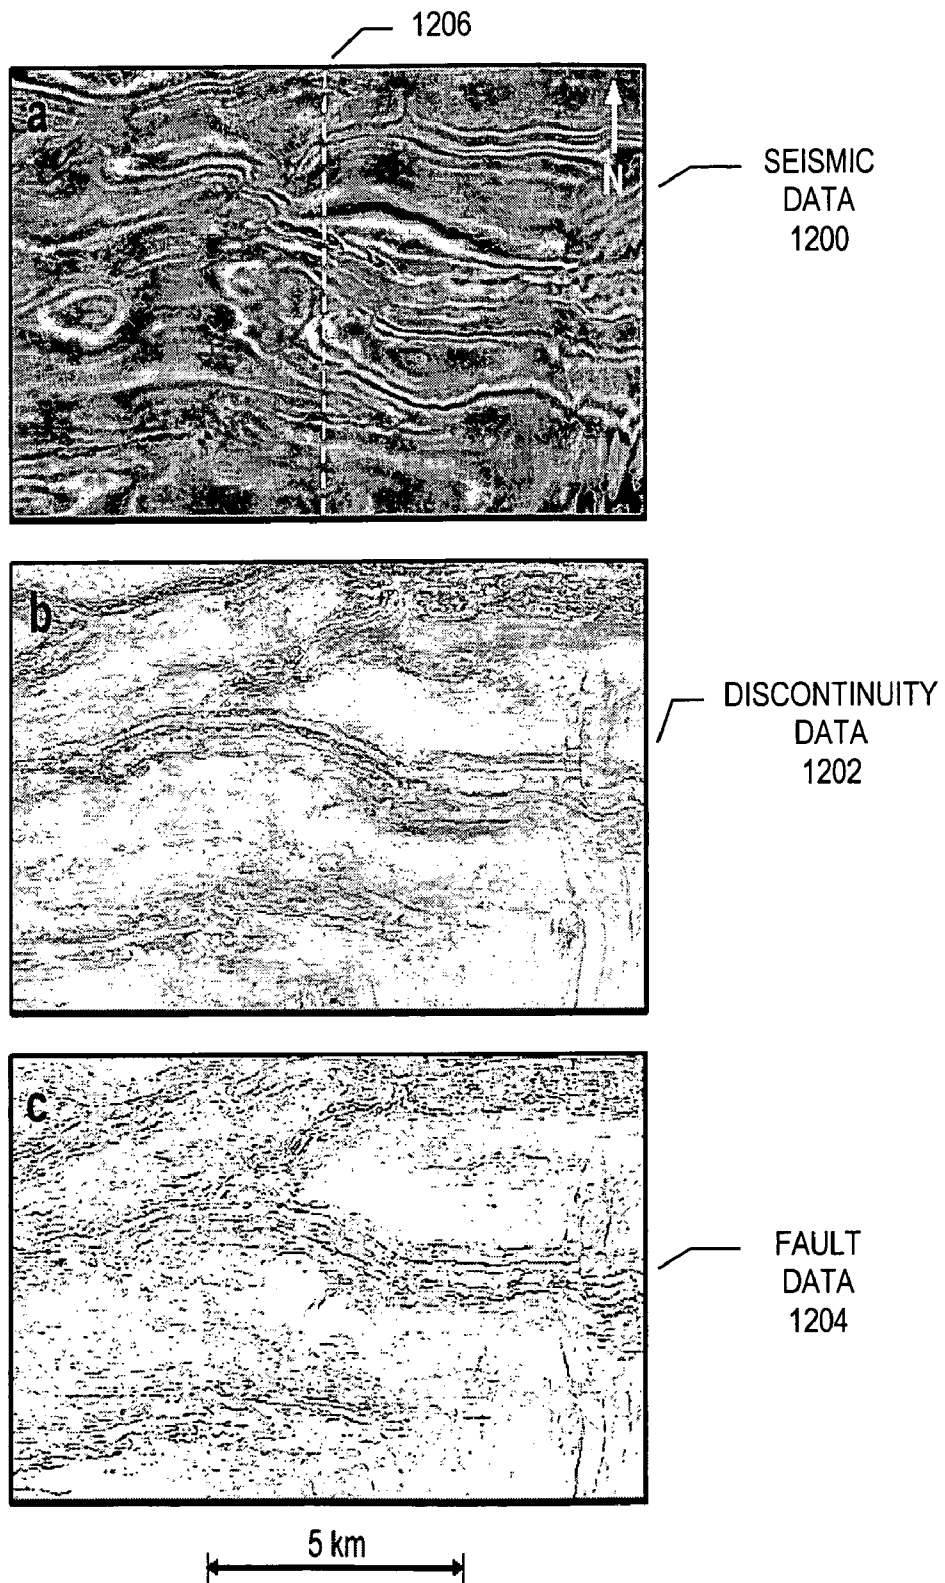 1206
a
N
SEISMIC
DATA
1200
b
DISCONTINUITY
DATA
1202
c
FAULT
DATA
1204
5 km